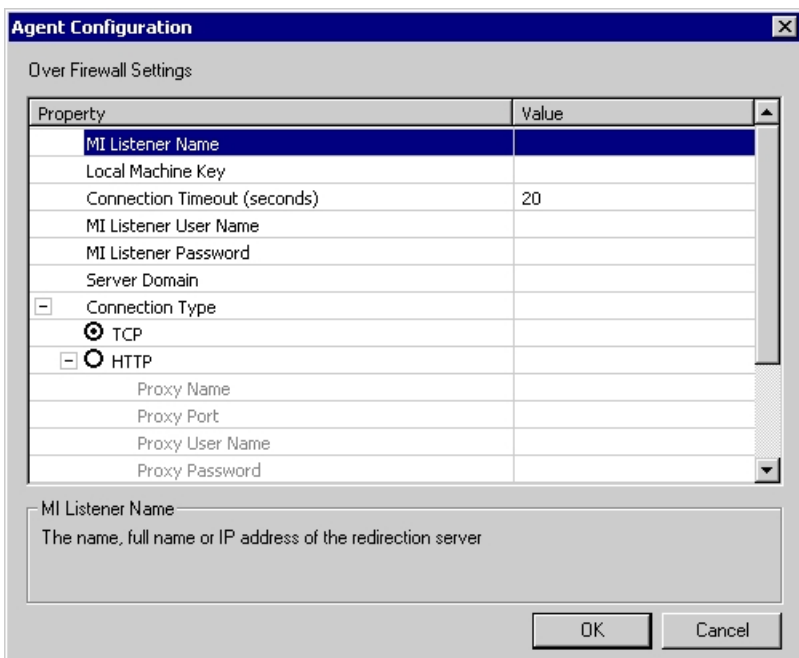 Agent Configuration
Over Firewall Settings
Property Value
MI Listener Name
Local Machine Key
Connection Timeout (seconds) 20
MI Listener User Name
MI Listener Password
Server Domain
Connection Type
TCP
HTTP
Proxy Name
Proxy Port
Proxy User Name
Proxy Password
MI Listener Name
The name, full name or IP address of the redirection server
OK Cancel